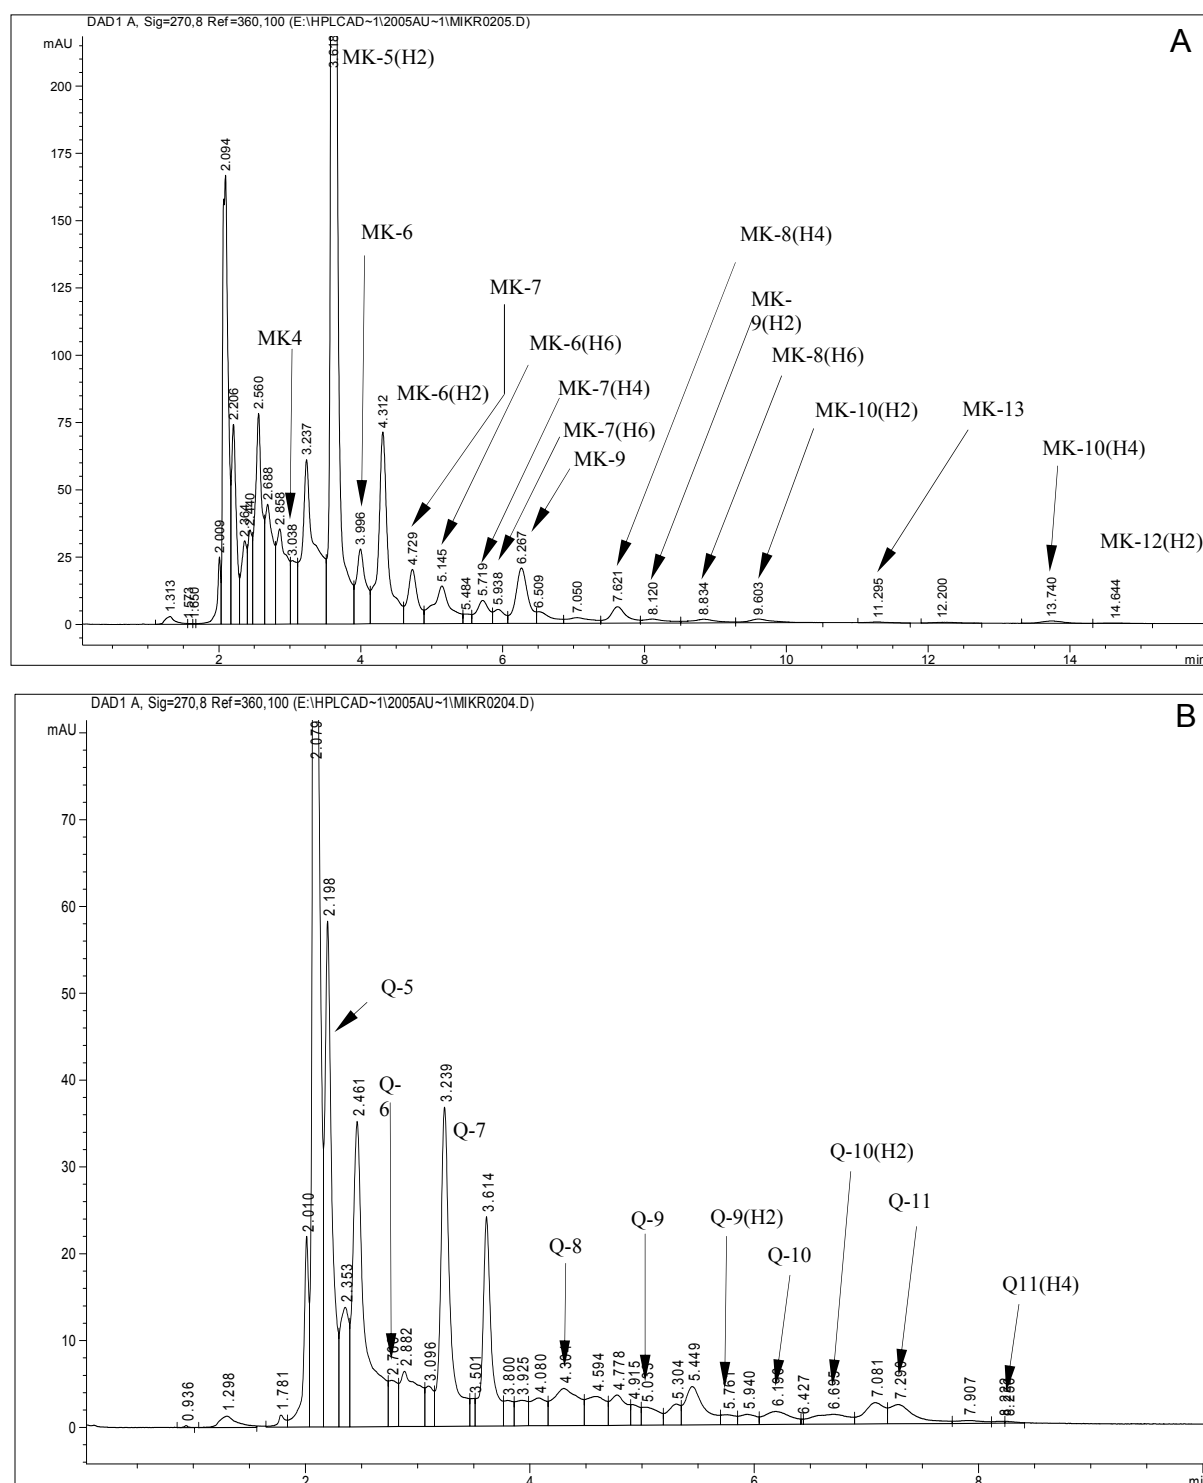 DAD1 A, Sig=270,8 Ref=360,100 (E:\HPLCAD~1\2005AU~1\MIKR0205.D)
A
mAU
200
175
150
125
100
75
50
25
0
2
4
6
8
10
12
14
min
MK-5(H2)
MK-6
MK4
MK-7
MK-6(H2)
MK-6(H6)
MK-7(H4)
MK-7(H6)
MK-9
MK-8(H4)
MK-
9(H2)
MK-8(H6)
MK-10(H2)
MK-13
MK-10(H4)
MK-12(H2)
1.313
1.573
1.650
2.009
2.094
2.206
2.364
2.440
2.560
2.688
2.858
3.038
3.237
3.618
3.996
4.312
4.729
5.145
5.484
5.719
5.938
6.267
6.509
7.050
7.621
8.120
8.834
9.603
11.295
12.200
13.740
14.644
DAD1 A, Sig=270,8 Ref=360,100 (E:\HPLCAD~1\2005AU~1\MIKR0204.D)
B
mAU
70
60
50
40
30
20
10
0
2
4
6
8
Q-5
Q-
6
Q-7
Q-8
Q-9
Q-9(H2)
Q-10
Q-10(H2)
Q-11
Q11(H4)
0.936
1.298
1.781
2.010
2.079
2.198
2.353
2.461
2.882
3.096
3.239
3.501
3.614
3.800
3.925
4.080
4.594
4.778
4.915
5.304
5.449
5.761
5.940
6.427
6.695
7.081
7.907